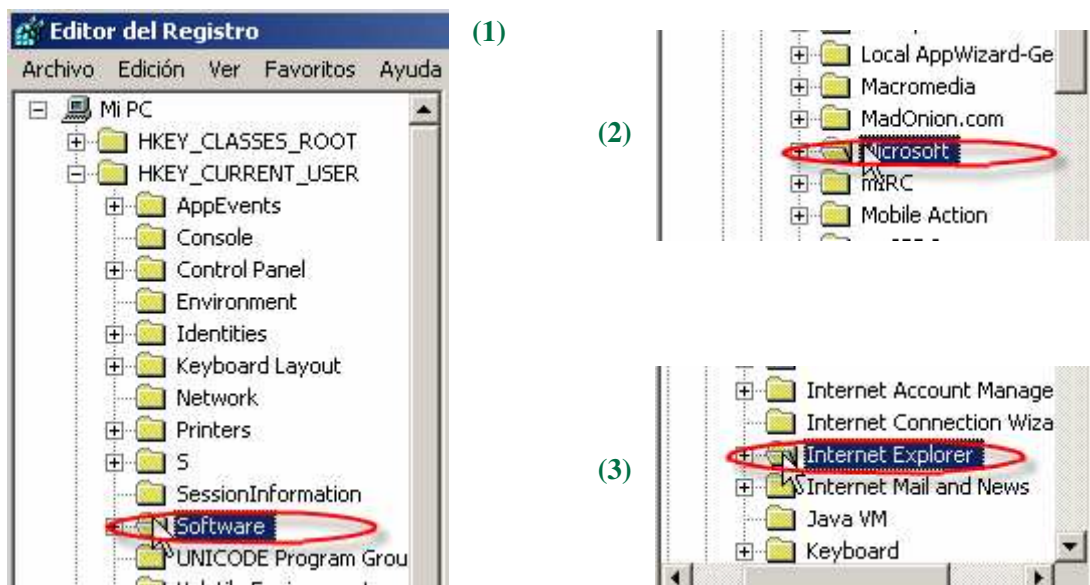 Editor del Registro
Archivo Edición Ver Favoritos Ayuda
Mi PC
HKEY_CLASSES_ROOT
HKEY_CURRENT_USER
AppEvents
Console
Control Panel
Environment
Identities
Keyboard Layout
Network
Printers
S
SessionInformation
Software
UNICODE Program Grou
(1)
(2)
Local AppWizard-Ge
Macromedia
MadOnion.com
Microsoft
mIRC
Mobile Action
(3)
Internet Account Manage
Internet Connection Wiza
Internet Explorer
Internet Mail and News
Java VM
Keyboard